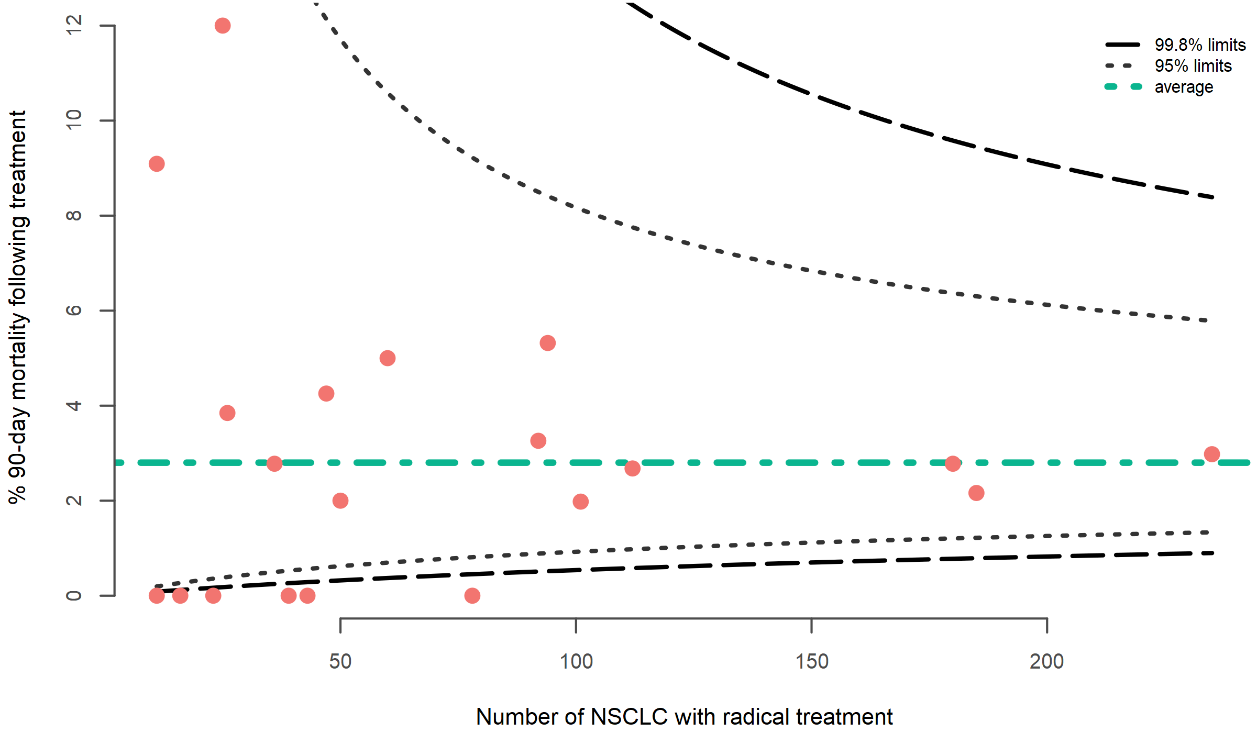 99.8% limits
95% limits
average
% 90-day mortality following treatment
12
10
8
6
4
2
0
50 100 150 200
Number of NSCLC with radical treatment